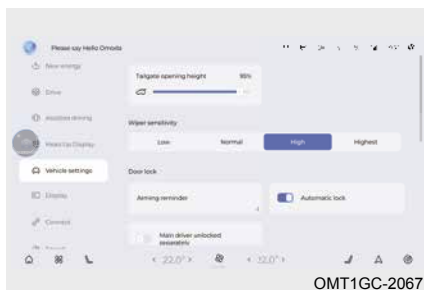 Please say Hello Omoda
New energy
Drive
Assisted driving
Head Up Display
Vehicle settings
Display
Connect
Sound
Tailgate opening height 85%
Wiper sensitivity
Low Normal High Highest
Door lock
Arming reminder
Automatic lock
Main driver unlocked
separately
22.0° 22.0°
OMT1GC-2067